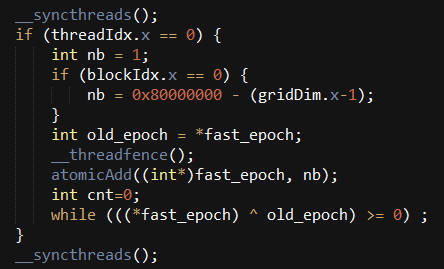 __syncthreads();
if (threadIdx.x == 0) {
int nb = 1;
if (blockIdx.x == 0) {
nb = 0x80000000 - (gridDim.x-1);
}
int old_epoch = *fast_epoch;
__threadfence();
atomicAdd((int*)fast_epoch, nb);
int cnt=0;
while (((*fast_epoch) ^ old_epoch) >= 0) ;
}
__syncthreads();